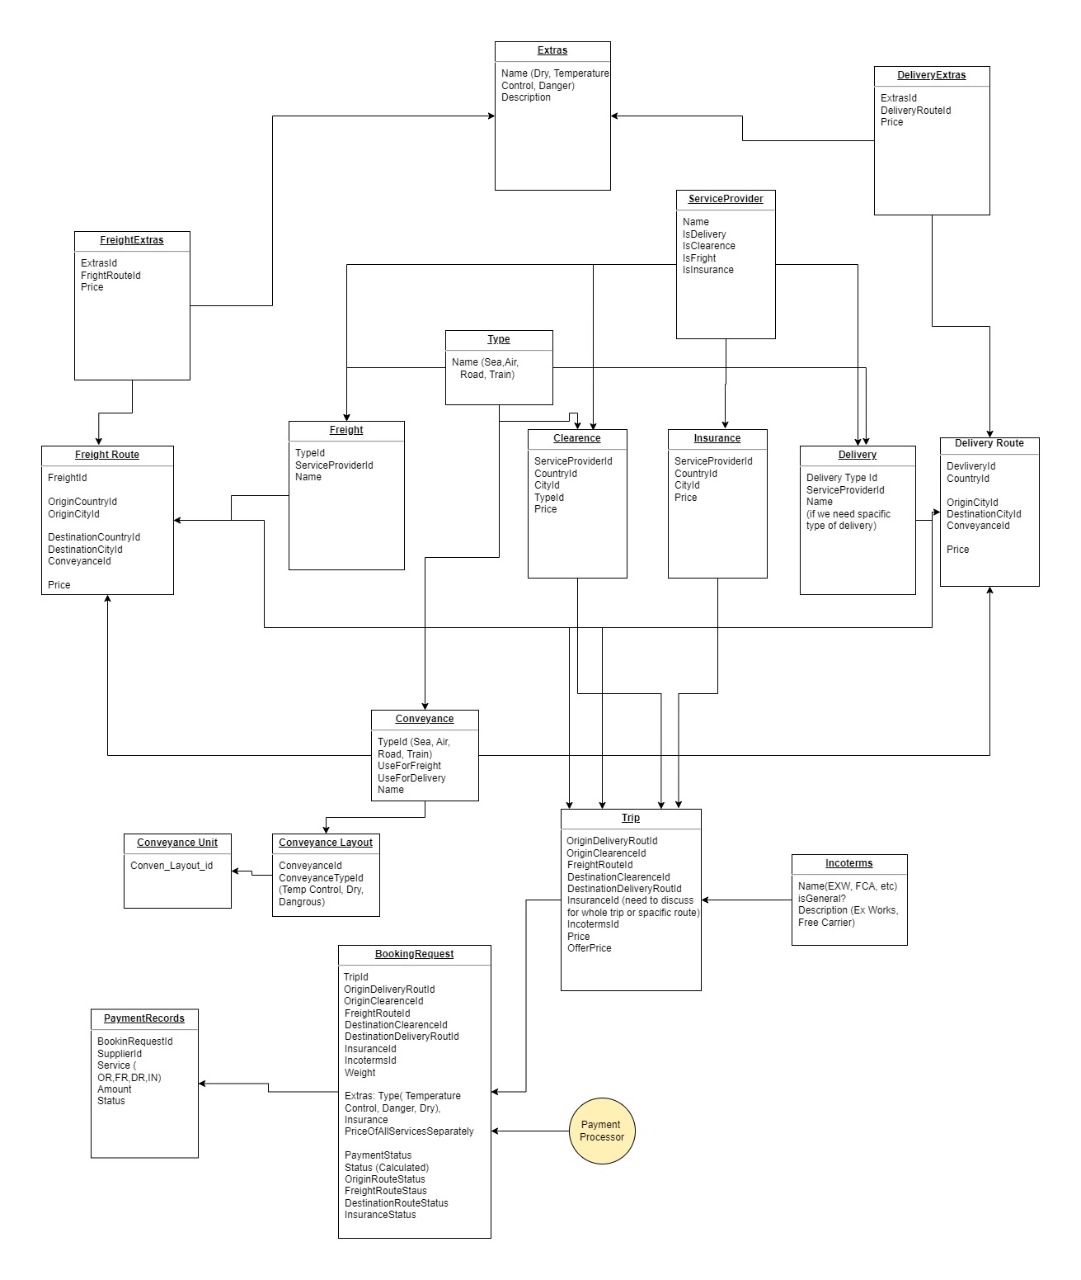 Extras
Name (Dry, Temperature
Control, Danger)
Description
DeliveryExtras
ExtrasId
DeliveryRouteId
Price
ServiceProvider
Name
IsDelivery
IsClearence
IsFright
IsInsurance
FreightExtras
ExtrasId
FrightRouteId
Price
Type
Name (Sea,Air,
Road, Train)
Freight Route
FreightId
OriginCountryId
OriginCityId
DestinationCountryId
DestinationCityId
ConveyanceId
Price
Freight
TypeId
ServiceProviderId
Name
Clearence
ServiceProviderId
CountryId
CityId
TypeId
Price
Insurance
ServiceProviderId
CountryId
CityId
Price
Delivery
Delivery Type Id
ServiceProviderId
Name
(if we need spacific
type of delivery)
Delivery Route
DevliveryId
CountryId
OriginCityId
DestinationCityId
ConveyanceId
Price
Conveyance
TypeId (Sea, Air,
Road, Train)
UseForFreight
UseForDelivery
Name
Conveyance Unit
Conven_Layout_id
Conveyance Layout
ConveyanceId
ConveyanceTypeId
(Temp Control, Dry,
Dangrous)
Trip
OriginDeliveryRoutId
OriginClearenceId
FreightRouteId
DestinationClearenceId
DestinationDeliveryRoutId
InsuranceId (need to discuss
for whole trip or spacific route)
IncotermsId
Price
OfferPrice
Incoterms
Name(EXW, FCA, etc)
isGeneral?
Description (Ex Works,
Free Carrier)
BookingRequest
TripId
OriginDeliveryRoutId
OriginClearenceId
FreightRouteId
DestinationClearenceId
DestinationDeliveryRoutId
InsuranceId
IncotermsId
Weight
Extras: Type( Temperature
Control, Danger, Dry),
Insurance
PriceOfAllServicesSeparately
PaymentStatus
Status (Calculated)
OriginRouteStatus
FreightRouteStaus
DestinationRouteStatus
InsuranceStatus
PaymentRecords
BookinRequestId
SupplierId
Service (
OR,FR,DR,IN)
Amount
Status
Payment
Processor